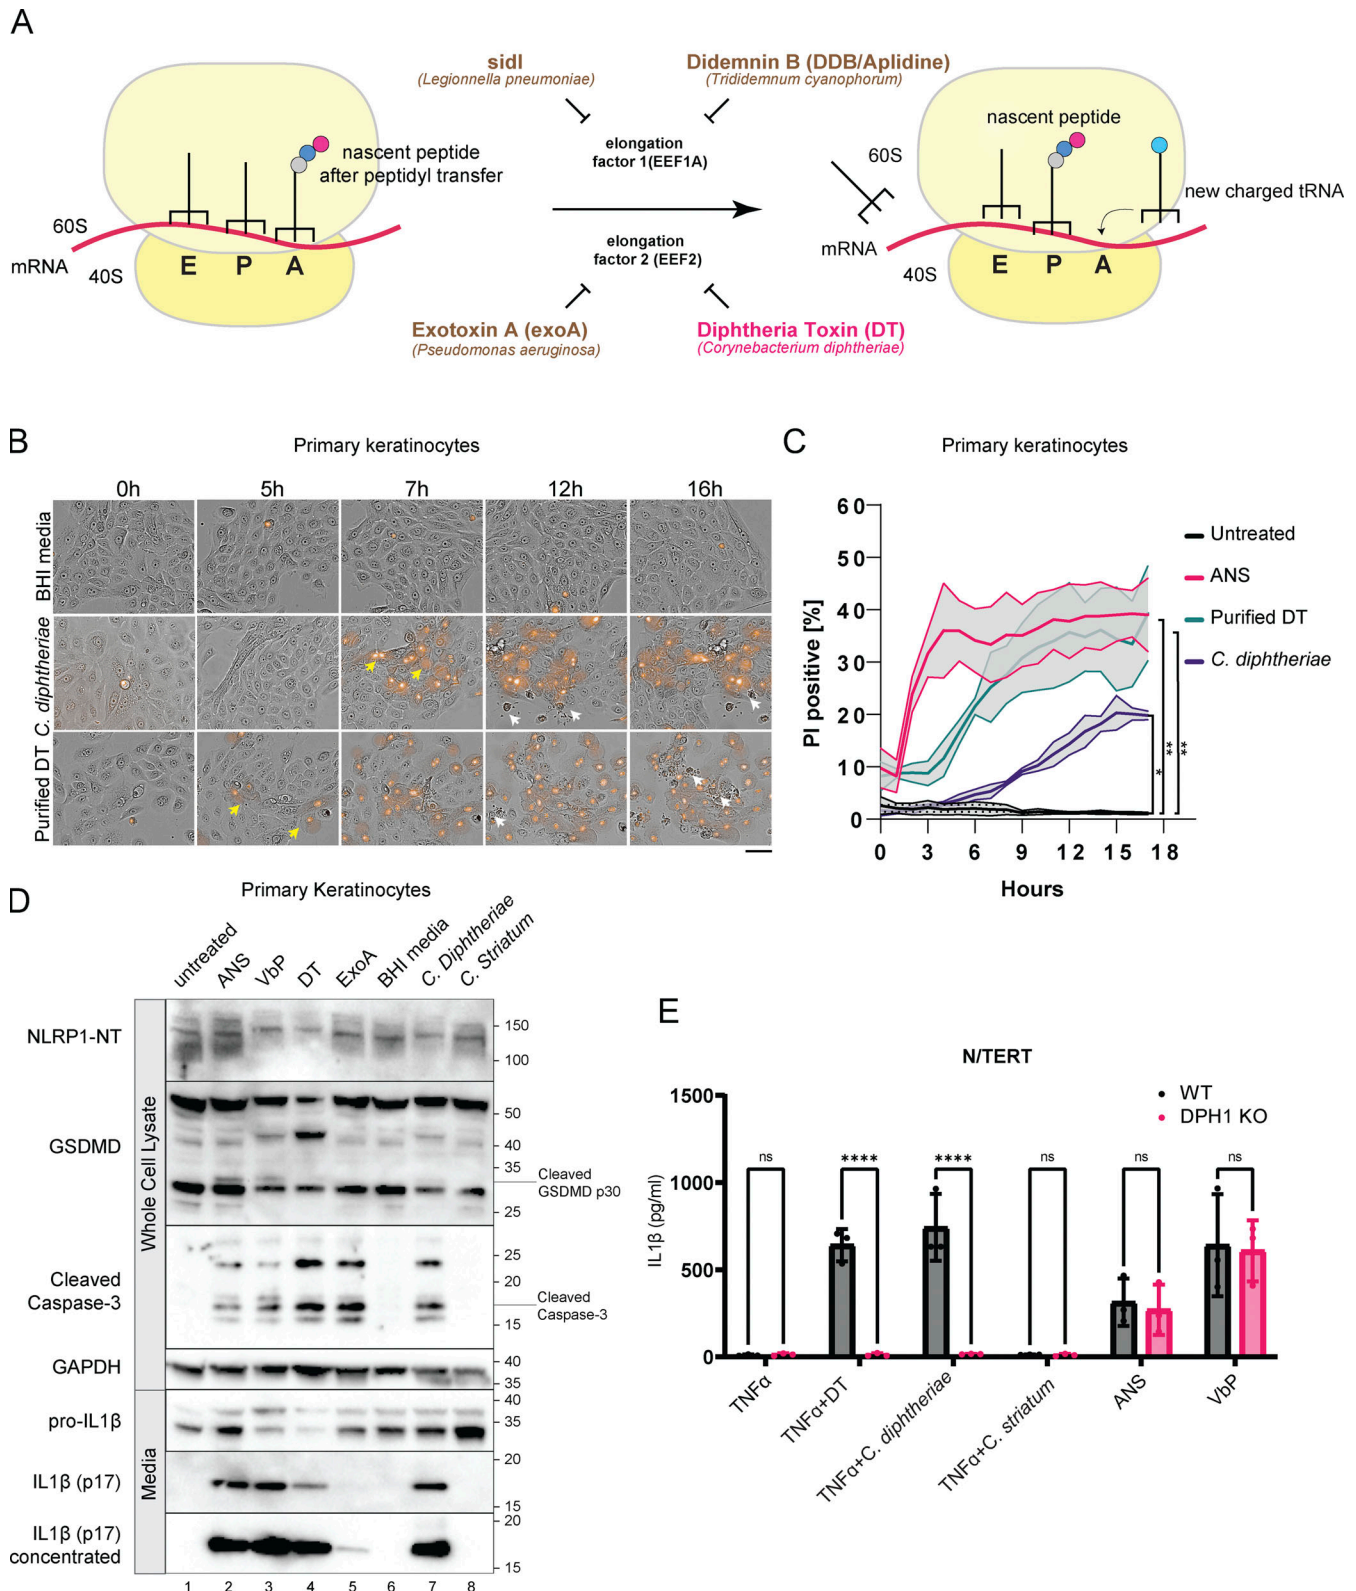 A
sidI
(Legionnella pneumoniae)
Didemnin B (DDB/Aplidine)
(Trididemnum cyanophorum)
elongation
factor 1(EEF1A)
elongation
factor 2 (EEF2)
Exotoxin A (exoA)
(Pseudomonas aeruginosa)
Diphtheria Toxin (DT)
(Corynebacterium diphtheriae)
nascent peptide
after peptidyl transfer
60S
mRNA
40S
E P A
nascent peptide
60S
new charged tRNA
mRNA
40S
E P A
B
Primary keratinocytes
0h 5h 7h 12h 16h
BHI media
C. diphtheriae
Purified DT
C
Primary keratinocytes
PI positive [%]
60
50
40
30
20
10
0
0 3 6 9 12 15 18
Hours
Untreated
ANS
Purified DT
C. diphtheriae
*
**
**
D
Primary Keratinocytes
untreated
ANS
VbP
DT
ExoA
BHI media
C. Diphtheriae
C. Striatum
Whole Cell Lysate
Media
NLRP1-NT
150
100
GSDMD
50
40
35
25
Cleaved
GSDMD p30
Cleaved
Caspase-3
25
20
15
Cleaved
Caspase-3
GAPDH
40
35
pro-IL1β
40
35
IL1β (p17)
20
15
IL1β (p17)
concentrated
20
15
1 2 3 4 5 6 7 8
E
N/TERT
WT
DPH1 KO
IL1β (pg/ml)
1500
1000
500
0
ns
****
****
ns
ns
ns
TNFα
TNFα+DT
TNFα+C. diphtheriae
TNFα+C. striatum
ANS
VbP